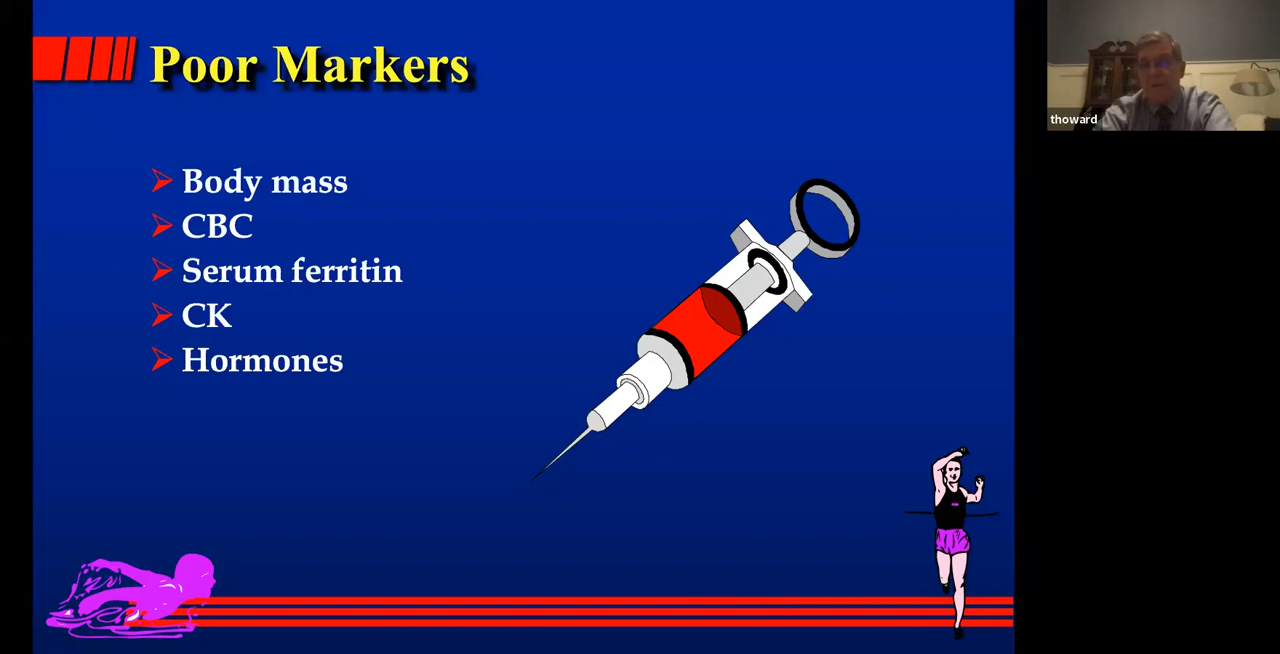 Poor Markers
Body mass
CBC
Serum ferritin
CK
Hormones
thoward